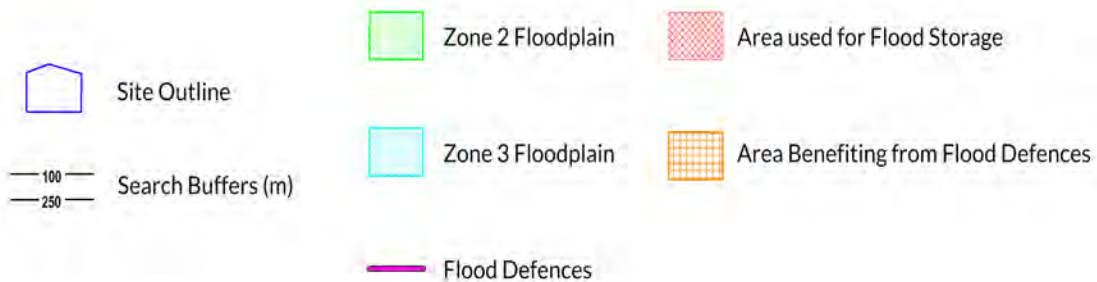 Site Outline
100
250
Search Buffers (m)
Zone 2 Floodplain
Zone 3 Floodplain
Flood Defences
Area used for Flood Storage
Area Benefiting from Flood Defences